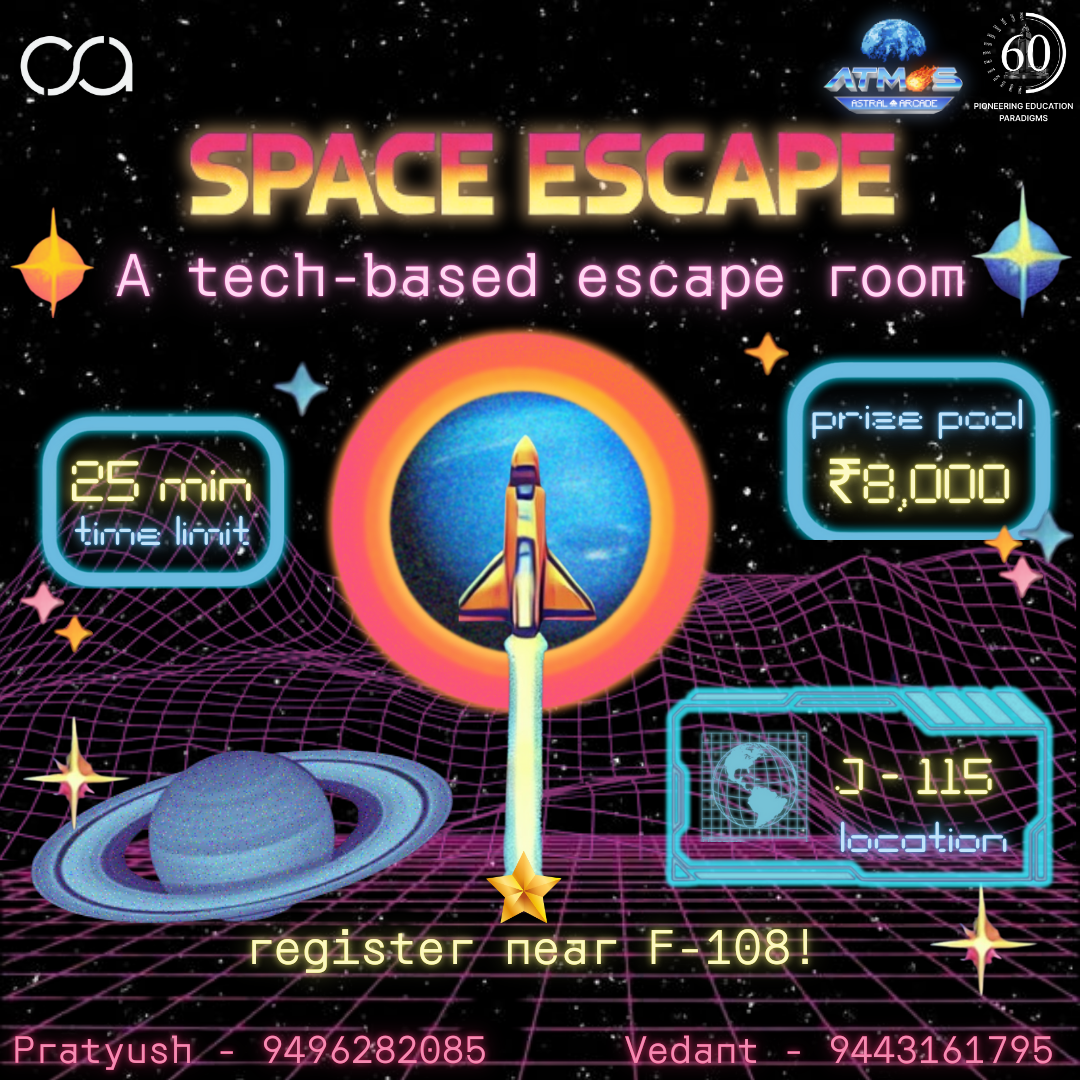 ca
ATMOS
ASTRAL ARCADE
60
PIONEERING EDUCATION
PARADIGMS
SPACE ESCAPE
A tech-based escape room
25 min
time limit
prize pool
₹8,000
J - 115
location
register near F-108!
Pratyush - 9496282085
Vedant - 9443161795